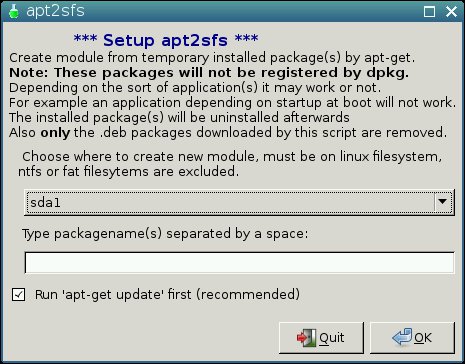 apt2sfs
*** Setup apt2sfs ***
Create module from temporary installed package(s) by apt-get.
Note: These packages will not be registered by dpkg.
Depending on the sort of application(s) it may work or not.
For example an application depending on startup at boot will not work.
The installed package(s) will be uninstalled afterwards
Also only the .deb packages downloaded by this script are removed.
Choose where to create new module, must be on linux filesystem,
ntfs or fat filesytems are excluded.
sda1
Type packagename(s) separated by a space:
Run 'apt-get update' first (recommended)
Quit
OK